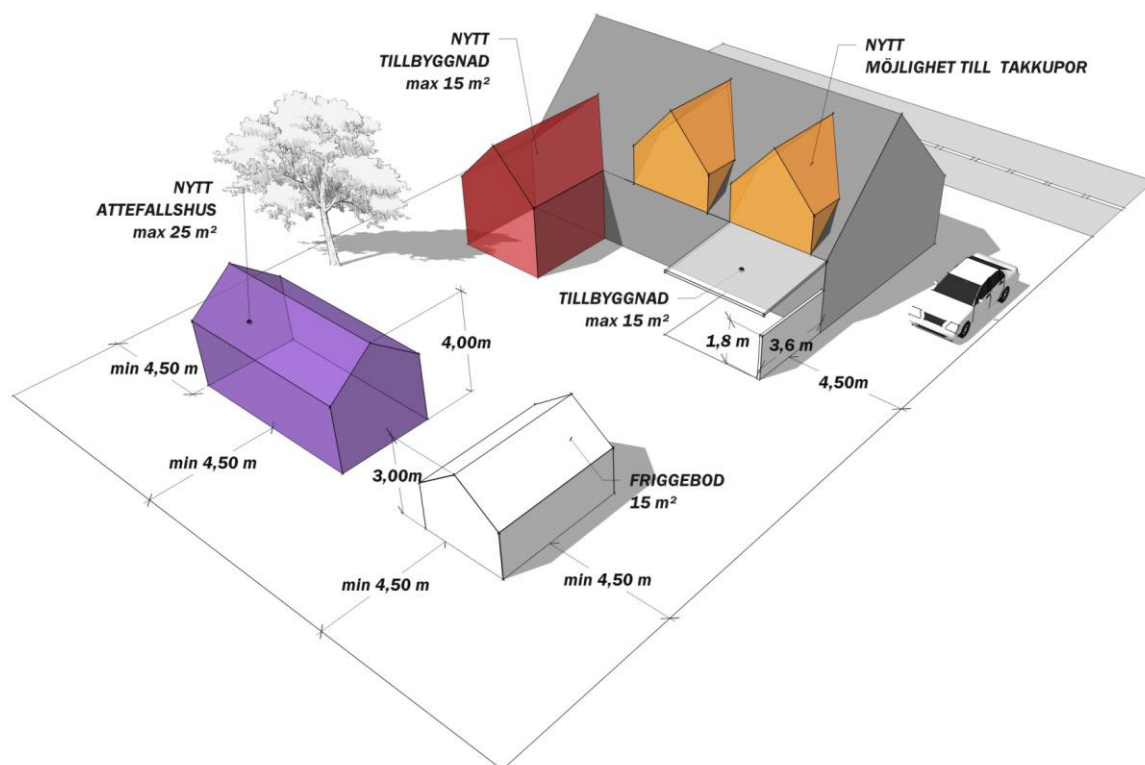 NYTT
TILLBYGGNAD
max 15 m²
NYTT
MÖJLIGHET TILL TAKKUPOR
NYTT
ATTEFALLSHUS
max 25 m²
TILLBYGGNAD
max 15 m²
4,00m
1,8 m
3,6 m
4,50m
min 4,50 m
min 4,50 m
3,00m
FRIGGEBOD
15 m²
min 4,50 m
min 4,50 m